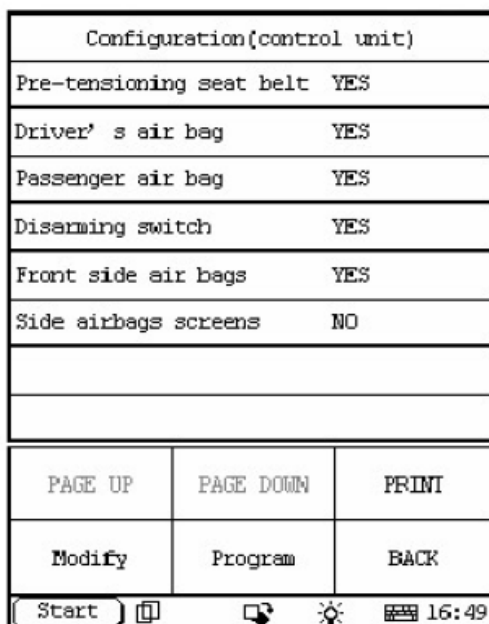 Configuration(control unit)
Pre-tensioning seat belt YES
Driver' s air bag YES
Passenger air bag YES
Disarming switch YES
Front side air bags YES
Side airbags screens NO
PAGE UP PAGE DOWN PRINT
Modify Program BACK
Start 16:49